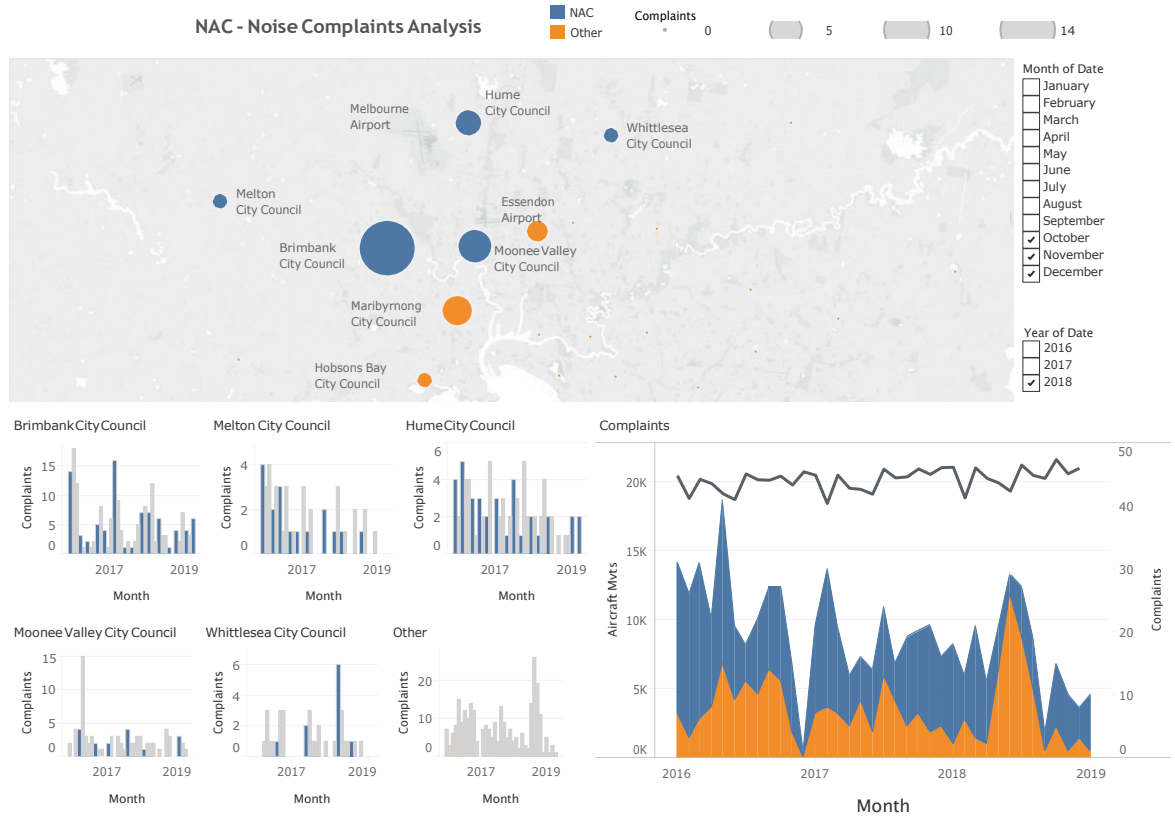 NAC - Noise Complaints Analysis
NAC
Other
Complaints
0
5
10
14
Hume
City Council
Melbourne
Airport
Whittlesea
City Council
Melton
City Council
Essendon
Airport
Brimbank
City Council
Moonee Valley
City Council
Maribyrnong
City Council
Hobsons Bay
City Council
Month of Date
January
February
March
April
May
June
July
August
September
October
November
December
Year of Date
2016
2017
2018
Brimbank City Council
Complaints
15
10
5
0
2017
2019
Month
Melton City Council
Complaints
4
2
0
2017
2019
Month
Hume City Council
Complaints
6
4
2
0
2017
2019
Month
Moonee Valley City Council
Complaints
15
10
5
0
2017
2019
Month
Whittlesea City Council
Complaints
6
4
2
0
2017
2019
Month
Other
Complaints
20
10
0
2017
2019
Month
Complaints
Aircraft Mvts
20K
15K
10K
5K
0K
50
40
30
20
10
0
Complaints
2016
2017
2018
2019
Month